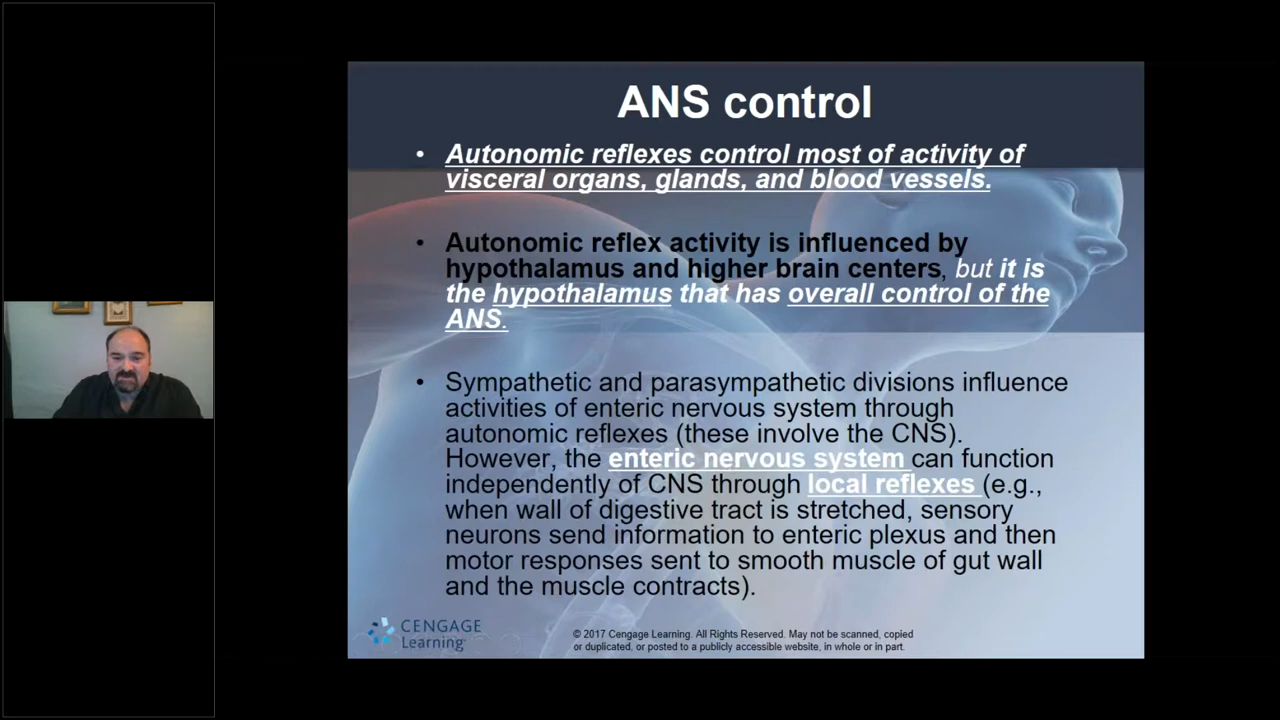 ANS control
• Autonomic reflexes control most of activity of
visceral organs, glands, and blood vessels.
• Autonomic reflex activity is influenced by
hypothalamus and higher brain centers, but it is
the hypothalamus that has overall control of the
ANS.
• Sympathetic and parasympathetic divisions influence
activities of enteric nervous system through
autonomic reflexes (these involve the CNS).
However, the enteric nervous system can function
independently of CNS through local reflexes (e.g.,
when wall of digestive tract is stretched, sensory
neurons send information to enteric plexus and then
motor responses sent to smooth muscle of gut wall
and the muscle contracts).
CENGAGE
Learning
© 2017 Cengage Learning. All Rights Reserved. May not be scanned, copied
or duplicated, or posted to a publicly accessible website, in whole or in part.